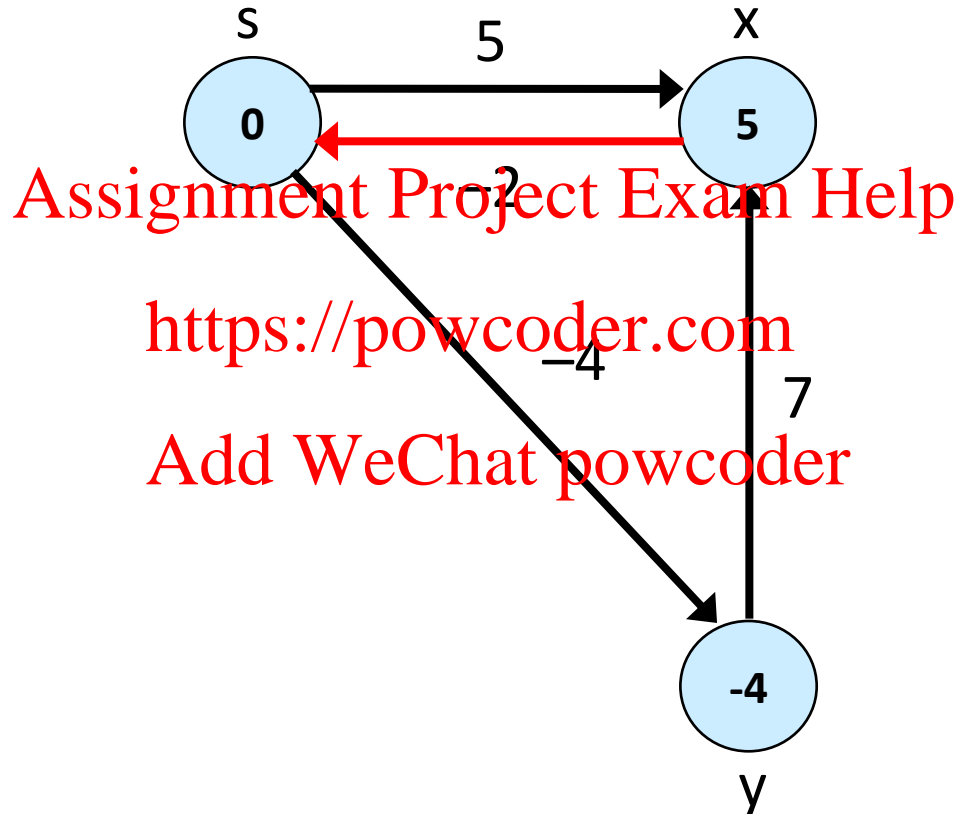 s
x
5
0
5
−2
Assignment Project Exam Help
https://powcoder.com
−4
7
Add WeChat powcoder
-4
y